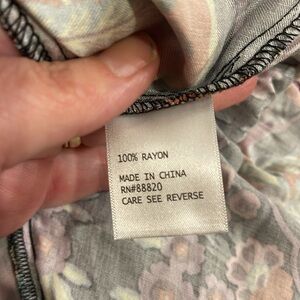 100% RAYON
MADE IN CHINA
RN#88820
CARE SEE REVERSE